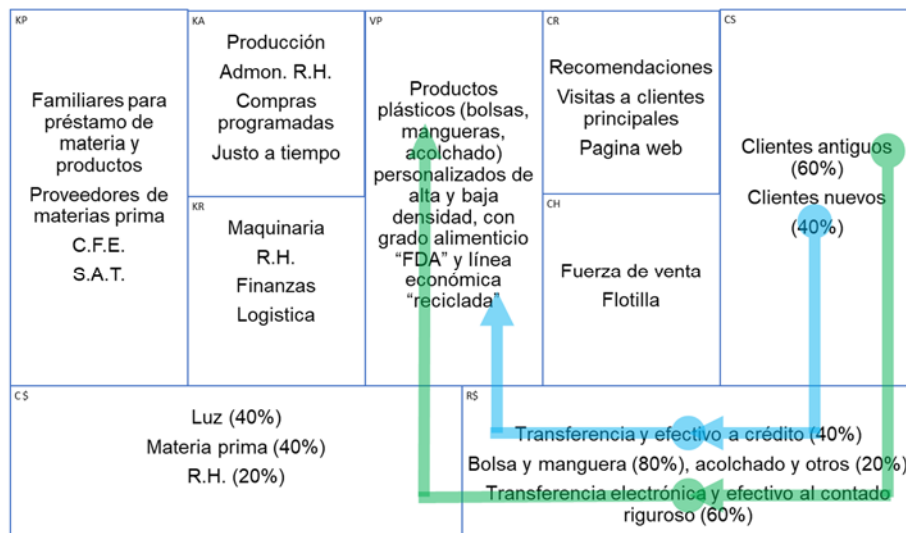 KP
Familiares para
préstamo de
materia y
productos
Proveedores de
materias prima
C.F.E.
S.A.T.
KA
Producción
Admon. R.H.
Compras
programadas
Justo a tiempo
KR
Maquinaria
R.H.
Finanzas
Logistica
VP
Productos
plásticos (bolsas,
mangueras,
acolchado)
personalizados de
alta y baja
densidad, con
grado alimenticio
“FDA” y línea
económica
“reciclada”
CR
Recomendaciones
Visitas a clientes
principales
Pagina web
CH
Fuerza de venta
Flotilla
CS
Clientes antiguos
(60%)
Clientes nuevos
(40%)
C $
Luz (40%)
Materia prima (40%)
R.H. (20%)
R$
Transferencia y efectivo a crédito (40%)
Bolsa y manguera (80%), acolchado y otros (20%)
Transferencia electrónica y efectivo al contado
riguroso (60%)